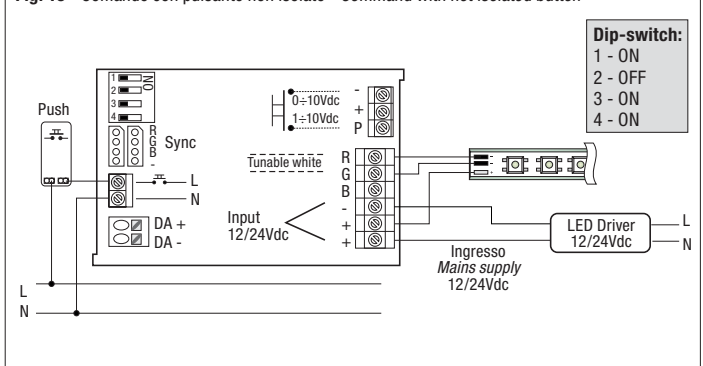 Fig. 13 - Comando con pulsante non isolato - Command with not isolated button
Dip-switch:
1 - ON
2 - OFF
3 - ON
4 - ON
1
2
3
4
ON
Push
R
G
B
-
Sync
L
N
DA +
DA -
0÷10Vdc
1÷10Vdc
-
+
P
Tunable white
R
G
B
-
+
+
Input
12/24Vdc
LED Driver
12/24Vdc
L
N
Ingresso
Mains supply
12/24Vdc
L
N